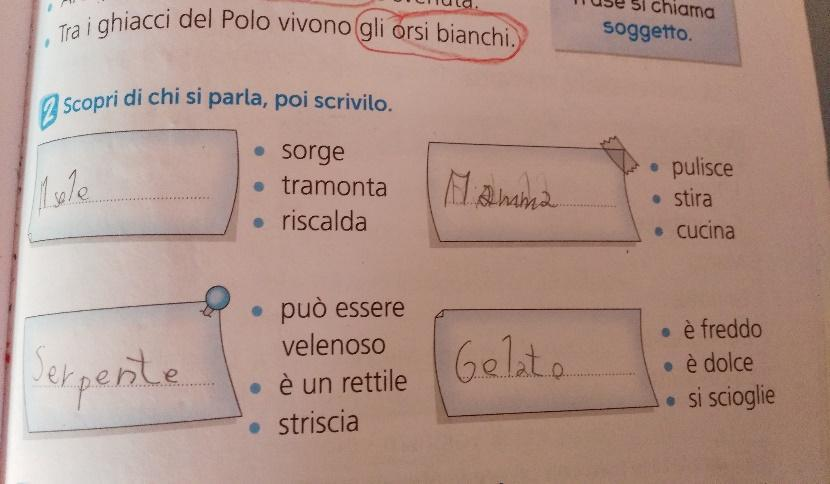 Tra i ghiacci del Polo vivono gli orsi bianchi.
si chiama
soggetto.
2 Scopri di chi si parla, poi scrivilo.
Il sole
• sorge
• tramonta
• riscalda
Mamma
• pulisce
• stira
• cucina
Serpente
• può essere
velenoso
• è un rettile
• striscia
Gelato
• è freddo
• è dolce
• si scioglie